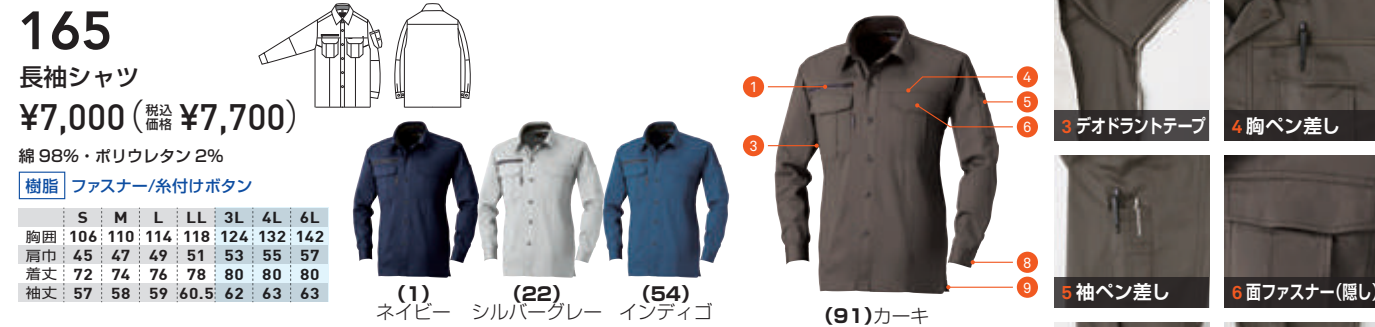 165
長袖シャツ
¥7,000(税込価格 ¥7,700)
綿 98%・ポリウレタン 2%
樹脂 ファスナー/糸付けボタン
S M L LL 3L 4L 6L
胸囲 106 110 114 118 124 132 142
肩巾 45 47 49 51 53 55 57
着丈 72 74 76 78 80 80 80
袖丈 57 58 59 60.5 62 63 63
(1)
ネイビー
(22)
シルバーグレー
(54)
インディゴ
1
3
4
5
6
8
9
(91)カーキ
3 デオドラントテープ
4 胸ペン差し
5 袖ペン差し
6 面ファスナー(隠し)